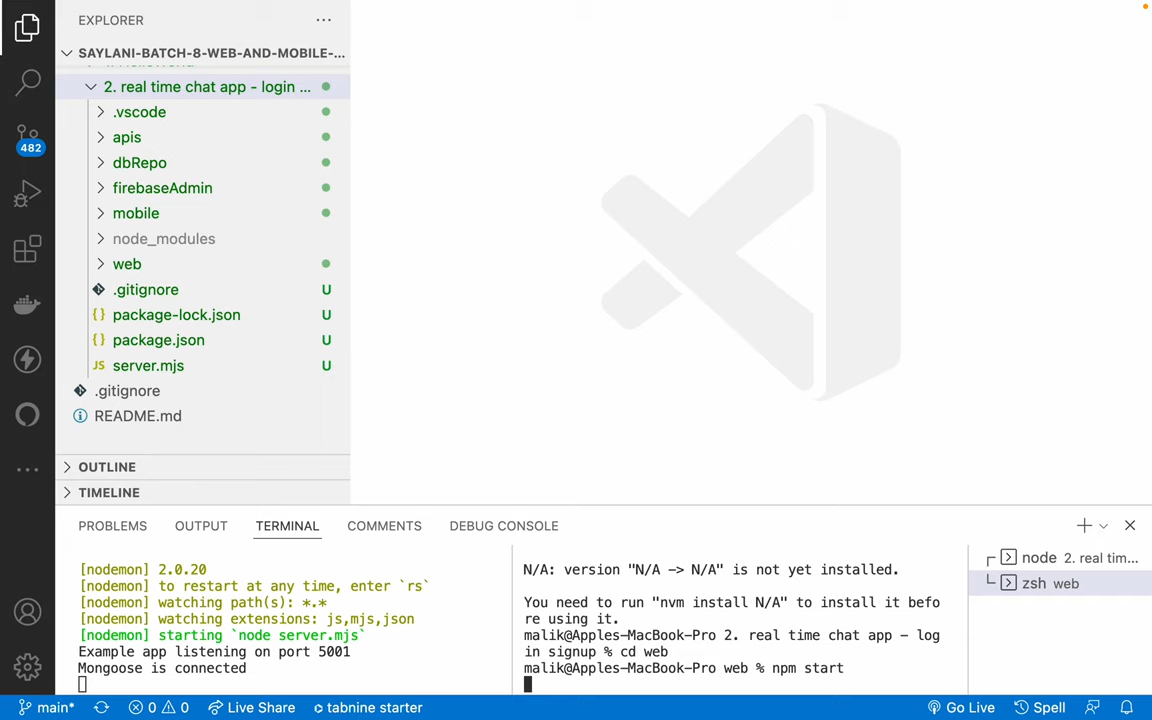 EXPLORER
SAYLANI-BATCH-8-WEB-AND-MOBILE-...
2. real time chat app - login ...
.vscode
apis
dbRepo
firebaseAdmin
mobile
node_modules
web
.gitignore U
{} package-lock.json U
{} package.json U
JS server.mjs U
.gitignore
README.md
482
OUTLINE
TIMELINE
PROBLEMS OUTPUT TERMINAL COMMENTS DEBUG CONSOLE
[nodemon] 2.0.20
[nodemon] to restart at any time, enter `rs`
[nodemon] watching path(s): *.*
[nodemon] watching extensions: js,mjs,json
[nodemon] starting `node server.mjs`
Example app listening on port 5001
Mongoose is connected
N/A: version "N/A -> N/A" is not yet installed.
You need to run "nvm install N/A" to install it befo
re using it.
malik@Apples-MacBook-Pro 2. real time chat app - log
in signup % cd web
malik@Apples-MacBook-Pro web % npm start
node 2. real tim...
zsh web
main* 0 0 Live Share tabnine starter Go Live Spell